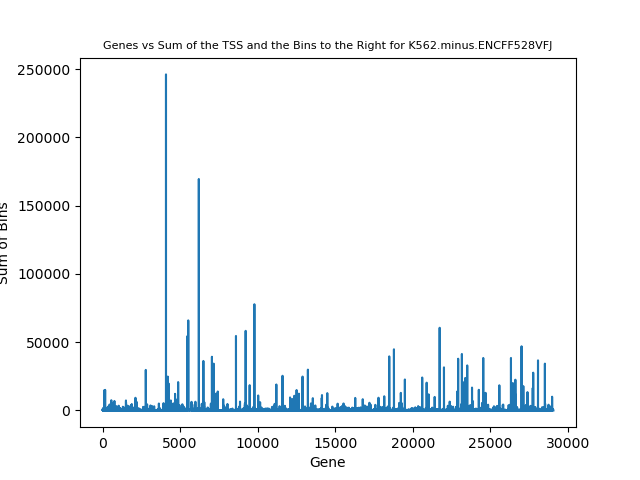 Genes vs Sum of the TSS and the Bins to the Right for K562.minus.ENCFF528VFJ
250000
200000
150000
100000
50000
0
Sum of Bins
0 5000 10000 15000 20000 25000 30000
Gene